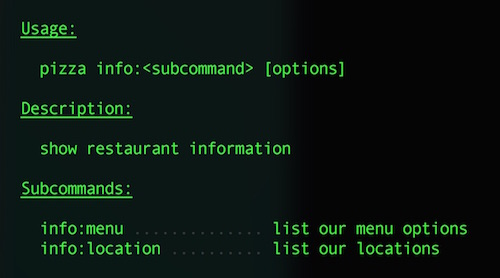 Usage:
pizza info:<subcommand> [options]
Description:
show restaurant information
Subcommands:
info:menu .............. list our menu options
info:location .......... list our locations